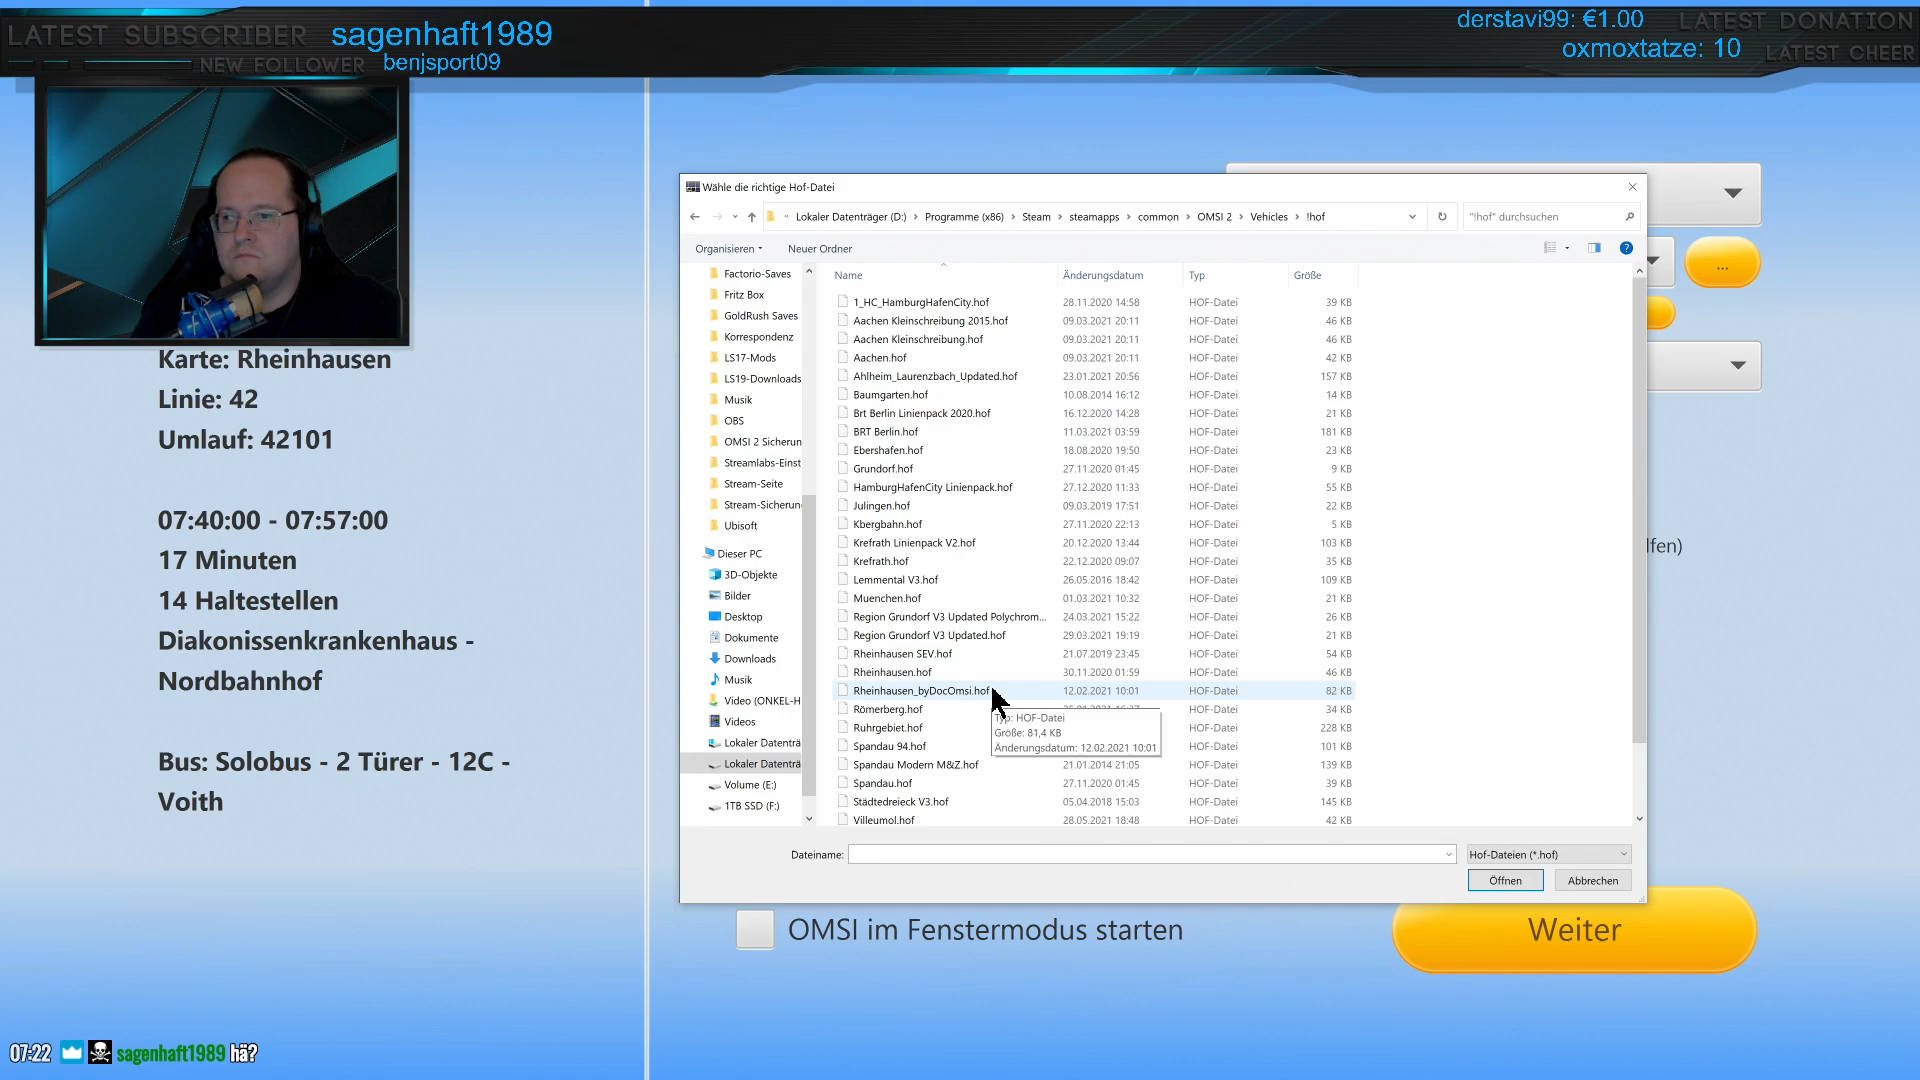 LATEST SUBSCRIBER sagenhaft1989
NEW FOLLOWER benjsport09
derstavi99: €1.00 LATEST DONATION
oxmoxtatze: 10 LATEST CHEER
Karte: Rheinhausen
Linie: 42
Umlauf: 42101
07:40:00 - 07:57:00
17 Minuten
14 Haltestellen
Diakonissenkrankenhaus -
Nordbahnhof
Bus: Solobus - 2 Türer - 12C -
Voith
07:22 sagenhaft1989 hä?
Wähle die richtige Hof-Datei
« Lokaler Datenträger (D:) › Programme (x86) › Steam › steamapps › common › OMSI 2 › Vehicles › !hof
"!hof" durchsuchen
Organisieren Neuer Ordner
Factorio-Saves
Fritz Box
GoldRush Saves
Korrespondenz
LS17-Mods
LS19-Downloads
Musik
OBS
OMSI 2 Sicherun
Streamlabs-Einst
Stream-Seite
Stream-Sicherun
Ubisoft
Dieser PC
3D-Objekte
Bilder
Desktop
Dokumente
Downloads
Musik
Video (ONKEL-H
Videos
Lokaler Datenträ
Lokaler Datenträ
Volume (E:)
1TB SSD (F:)
Name Änderungsdatum Typ Größe
1_HC_HamburgHafenCity.hof 28.11.2020 14:58 HOF-Datei 39 KB
Aachen Kleinschreibung 2015.hof 09.03.2021 20:11 HOF-Datei 46 KB
Aachen Kleinschreibung.hof 09.03.2021 20:11 HOF-Datei 46 KB
Aachen.hof 09.03.2021 20:11 HOF-Datei 42 KB
Ahlheim_Laurenzbach_Updated.hof 23.01.2021 20:56 HOF-Datei 157 KB
Baumgarten.hof 10.08.2014 16:12 HOF-Datei 14 KB
Brt Berlin Linienpack 2020.hof 16.12.2020 14:28 HOF-Datei 21 KB
BRT Berlin.hof 11.03.2021 03:59 HOF-Datei 181 KB
Ebershafen.hof 18.08.2020 19:50 HOF-Datei 23 KB
Grundorf.hof 27.11.2020 01:45 HOF-Datei 9 KB
HamburgHafenCity Linienpack.hof 27.12.2020 11:33 HOF-Datei 55 KB
Julingen.hof 09.03.2019 17:51 HOF-Datei 22 KB
Kbergbahn.hof 27.11.2020 22:13 HOF-Datei 5 KB
Krefrath Linienpack V2.hof 20.12.2020 13:44 HOF-Datei 103 KB
Krefrath.hof 22.12.2020 09:07 HOF-Datei 35 KB
Lemmental V3.hof 26.05.2016 18:42 HOF-Datei 109 KB
Muenchen.hof 01.03.2021 10:32 HOF-Datei 21 KB
Region Grundorf V3 Updated Polychrom... 24.03.2021 15:22 HOF-Datei 26 KB
Region Grundorf V3 Updated.hof 29.03.2021 19:19 HOF-Datei 21 KB
Rheinhausen SEV.hof 21.07.2019 23:45 HOF-Datei 54 KB
Rheinhausen.hof 30.11.2020 01:59 HOF-Datei 46 KB
Rheinhausen_byDocOmsi.hof 12.02.2021 10:01 HOF-Datei 82 KB
Römerberg.hof HOF-Datei 34 KB
Ruhrgebiet.hof HOF-Datei 228 KB
Spandau 94.hof HOF-Datei 101 KB
Spandau Modern M&Z.hof 21.01.2014 21:05 HOF-Datei 139 KB
Spandau.hof 27.11.2020 01:45 HOF-Datei 39 KB
Städtedreieck V3.hof 05.04.2018 15:03 HOF-Datei 145 KB
Villeumol.hof 28.05.2021 18:48 HOF-Datei 42 KB
Typ: HOF-Datei
Größe: 81,4 KB
Änderungsdatum: 12.02.2021 10:01
Dateiname: Hof-Dateien (*.hof)
Öffnen Abbrechen
...
lfen)
OMSI im Fenstermodus starten
Weiter